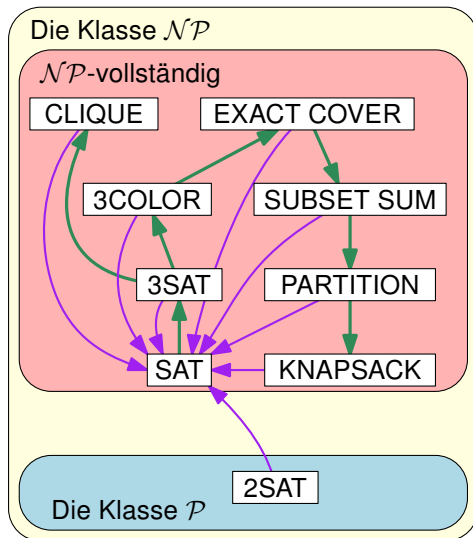 Die Klasse 𝒩𝒫
𝒩𝒫-vollständig
CLIQUE EXACT COVER
3COLOR SUBSET SUM
3SAT PARTITION
SAT KNAPSACK
2SAT
Die Klasse 𝒫